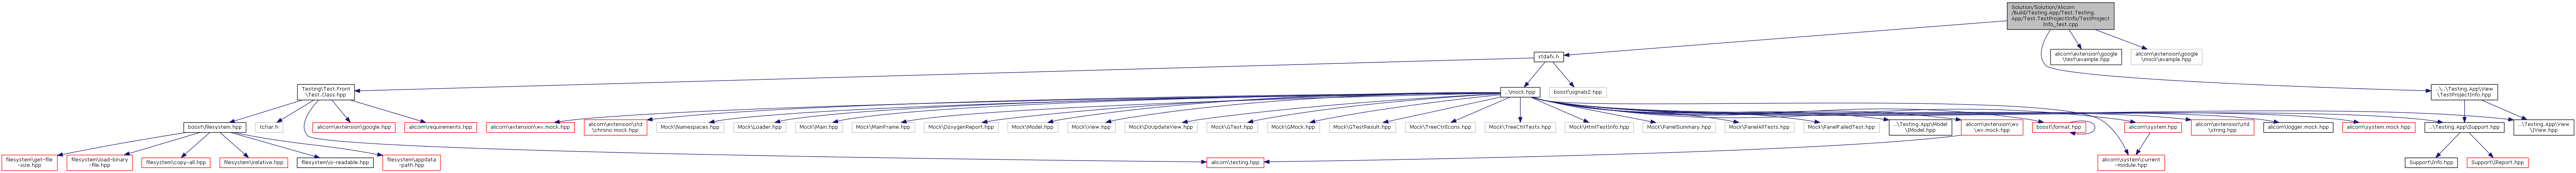 Solution/Solution/Alicorn
/Build/Testing.App/Test.Testing.
App/Test.TestProjectInfo/TestProject
Info_test.cpp
stdafx.h
alicorn\extension\google
\test\example.hpp
alicorn\extension\google
\mock\example.hpp
Testing\Test.Front
\Test.Class.hpp
..\mock.hpp
boost\signals2.hpp
..\..\Testing.App\View
\TestProjectInfo.hpp
boost\filesystem.hpp
tchar.h
alicorn\extension\google.hpp
alicorn\requirements.hpp
alicorn\extension\wx.mock.hpp
alicorn\extension\std
\chrono.mock.hpp
Mock\Namespaces.hpp
Mock\Loader.hpp
Mock\Main.hpp
Mock\MainFrame.hpp
Mock\DoxygenReport.hpp
Mock\Model.hpp
Mock\View.hpp
Mock\DoUpdateView.hpp
Mock\GTest.hpp
Mock\GMock.hpp
Mock\GTestResult.hpp
Mock\TreeCtrlIcons.hpp
Mock\TreeCtrlTests.hpp
Mock\HtmlTestInfo.hpp
Mock\PanelSummary.hpp
Mock\PanelAllTests.hpp
Mock\PanelFailedTest.hpp
..\Testing.App\Model
\IModel.hpp
alicorn\extension\wx
\wx.mock.hpp
boost\format.hpp
alicorn\system.hpp
alicorn\extension\std
\string.hpp
alicorn\logger.mock.hpp
alicorn\system.mock.hpp
..\Testing.App\Support.hpp
..\Testing.App\View
\IView.hpp
filesystem\get-file
-size.hpp
filesystem\load-binary
-file.hpp
filesystem\copy-all.hpp
filesystem\relative.hpp
filesystem\is-readable.hpp
filesystem\appdata
-path.hpp
alicorn\testing.hpp
alicorn\system\current
-module.hpp
Support\Info.hpp
Support\IReport.hpp